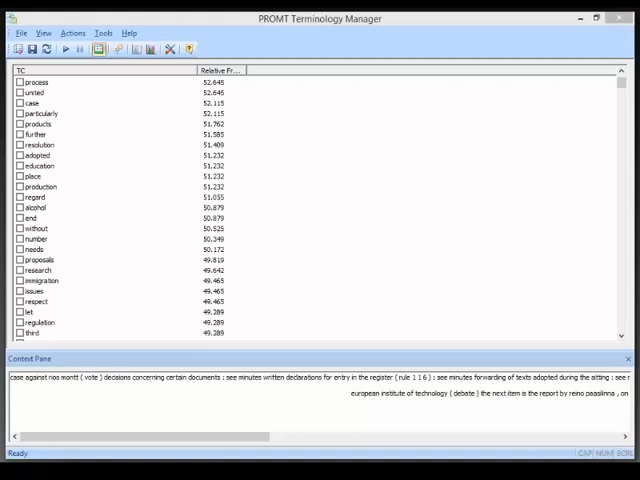 PROMT Terminology Manager
File View Actions Tools Help
TC Relative Fr...
process 52.645
united 52.645
case 52.115
particularly 52.115
products 51.762
further 51.585
resolution 51.409
adopted 51.232
education 51.232
place 51.232
production 51.232
regard 51.055
alcohol 50.879
end 50.879
without 50.525
number 50.349
needs 50.172
proposals 49.819
research 49.642
immigration 49.465
issues 49.465
respect 49.465
let 49.289
regulation 49.289
third 49.289
Context Pane
case against rios montt ( vote ) decisions concerning certain documents : see minutes written declarations for entry in the register ( rule 1 1 6 ) : see minutes forwarding of texts adopted during the sitting : see
european institute of technology ( debate ) the next item is the report by reino paasilinna , on
Ready CAP NUM SCRL